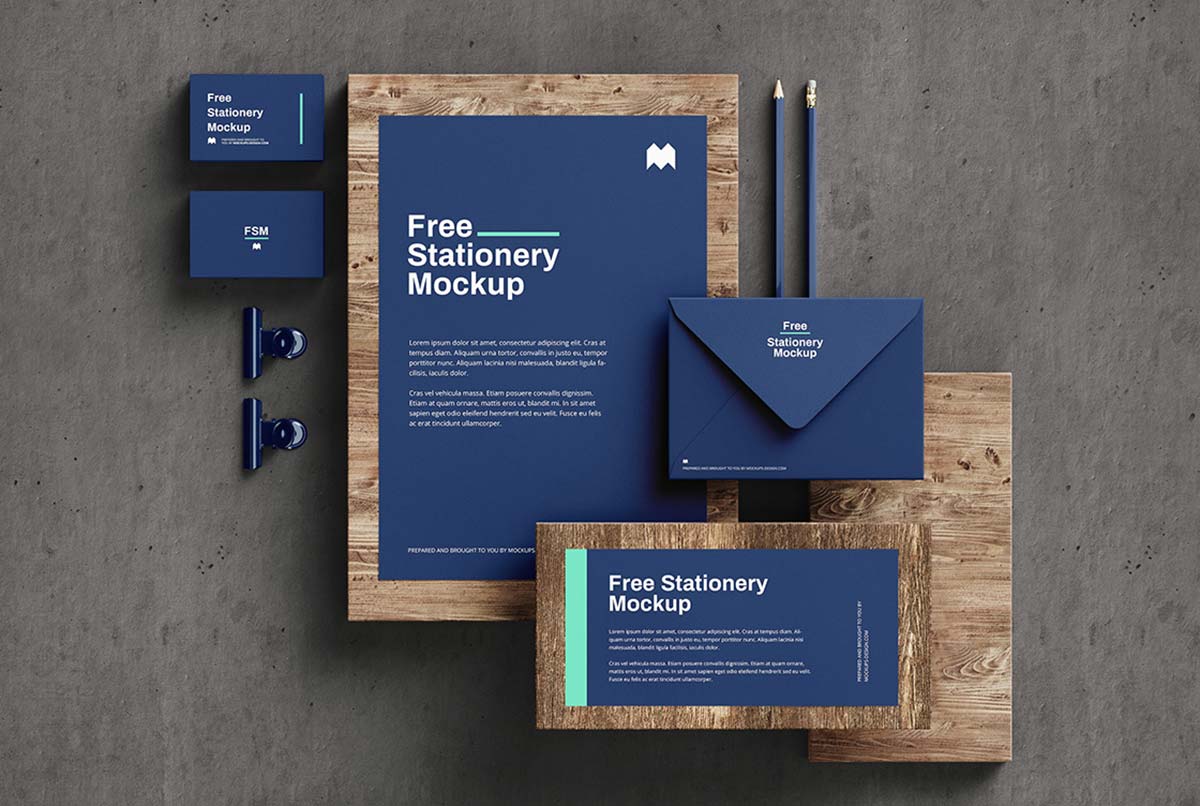 Free
Stationery
Mockup
PREPARED AND BROUGHT TO
YOU BY MOCKUPS-DESIGN.COM
FSM
Free
Stationery
Mockup
Lorem ipsum dolor sit amet, consectetur adipiscing elit. Cras at
tempus diam. Aliquam urna tortor, convallis in justo eu, tempor
porttitor nunc. Aliquam lacinia nisi malesuada, blandit ligula fa-
cilisis, iaculis dolor.
Cras vel vehicula massa. Etiam posuere convallis dignissim.
Etiam at quam ornare, mattis eros ut, blandit mi. In sit amet
sapien eget odio eleifend hendrerit sed eu velit. Fusce eu felis
ac erat tincidunt ullamcorper.
PREPARED AND BROUGHT TO YOU BY MOCKUPS
Free
Stationery
Mockup
PREPARED AND BROUGHT TO YOU BY MOCKUPS-DESIGN.COM
Free Stationery
Mockup
Lorem ipsum dolor sit amet, consectetur adipiscing elit. Cras at tempus diam. Ali-
quam urna tortor, convallis in justo eu, tempor porttitor nunc. Aliquam lacinia nisi
malesuada, blandit ligula facilisis, iaculis dolor.
Cras vel vehicula massa. Etiam posuere convallis dignissim. Etiam at quam ornare,
mattis eros ut, blandit mi. In sit amet sapien eget odio eleifend hendrerit sed eu velit.
Fusce eu felis ac erat tincidunt ullamcorper.
PREPARED AND BROUGHT TO YOU BY
MOCKUPS-DESIGN.COM